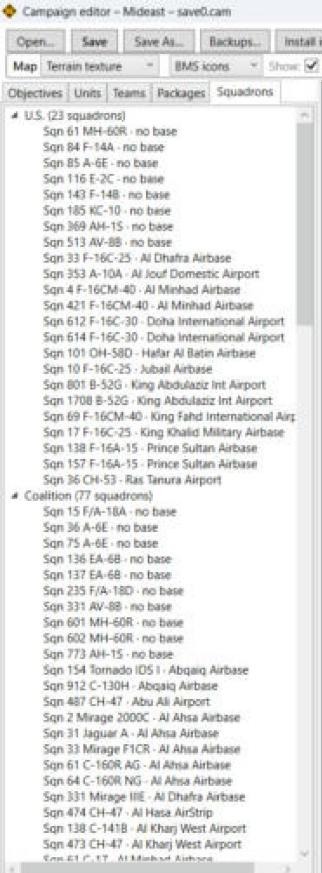 Campaign editor – Mideast – save0.cam
Open... Save Save As... Backups... Install
Map Terrain texture BMS icons Show:
Objectives Units Teams Packages Squadrons
U.S. (23 squadrons)
Sqn 61 MH-60R - no base
Sqn 84 F-14A - no base
Sqn 85 A-6E - no base
Sqn 116 E-2C - no base
Sqn 143 F-14B - no base
Sqn 185 KC-10 - no base
Sqn 369 AH-1S - no base
Sqn 513 AV-8B - no base
Sqn 33 F-16C-25 - Al Dhafra Airbase
Sqn 353 A-10A - Al Jouf Domestic Airport
Sqn 4 F-16CM-40 - Al Minhad Airbase
Sqn 421 F-16CM-40 - Al Minhad Airbase
Sqn 612 F-16C-30 - Doha International Airport
Sqn 614 F-16C-30 - Doha International Airport
Sqn 101 OH-58D - Hafar Al Batin Airbase
Sqn 10 F-16C-25 - Jubail Airbase
Sqn 801 B-52G - King Abdulaziz Int Airport
Sqn 1708 B-52G - King Abdulaziz Int Airport
Sqn 69 F-16CM-40 - King Fahd International Airp
Sqn 17 F-16C-25 - King Khalid Military Airbase
Sqn 138 F-16A-15 - Prince Sultan Airbase
Sqn 157 F-16A-15 - Prince Sultan Airbase
Sqn 36 CH-53 - Ras Tanura Airport
Coalition (77 squadrons)
Sqn 15 F/A-18A - no base
Sqn 36 A-6E - no base
Sqn 75 A-6E - no base
Sqn 136 EA-6B - no base
Sqn 137 EA-6B - no base
Sqn 235 F/A-18D - no base
Sqn 331 AV-8B - no base
Sqn 601 MH-60R - no base
Sqn 602 MH-60R - no base
Sqn 773 AH-1S - no base
Sqn 154 Tornado IDS I - Abqaiq Airbase
Sqn 912 C-130H - Abqaiq Airbase
Sqn 487 CH-47 - Abu Ali Airport
Sqn 2 Mirage 2000C - Al Ahsa Airbase
Sqn 31 Jaguar A - Al Ahsa Airbase
Sqn 33 Mirage F1CR - Al Ahsa Airbase
Sqn 61 C-160R AG - Al Ahsa Airbase
Sqn 64 C-160R NG - Al Ahsa Airbase
Sqn 331 Mirage IIIE - Al Dhafra Airbase
Sqn 474 CH-47 - Al Hasa AirStrip
Sqn 138 C-141B - Al Kharj West Airport
Sqn 473 CH-47 - Al Kharj West Airport
Sqn 61 C-17 - Al Minhad Airbase